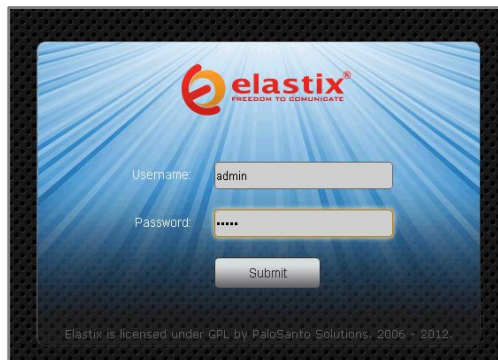 elastix®
FREEDOM TO COMUNICATE
Username: admin
Password: •••••
Submit
Elastix is licensed under GPL by PaloSanto Solutions. 2006 - 2012.